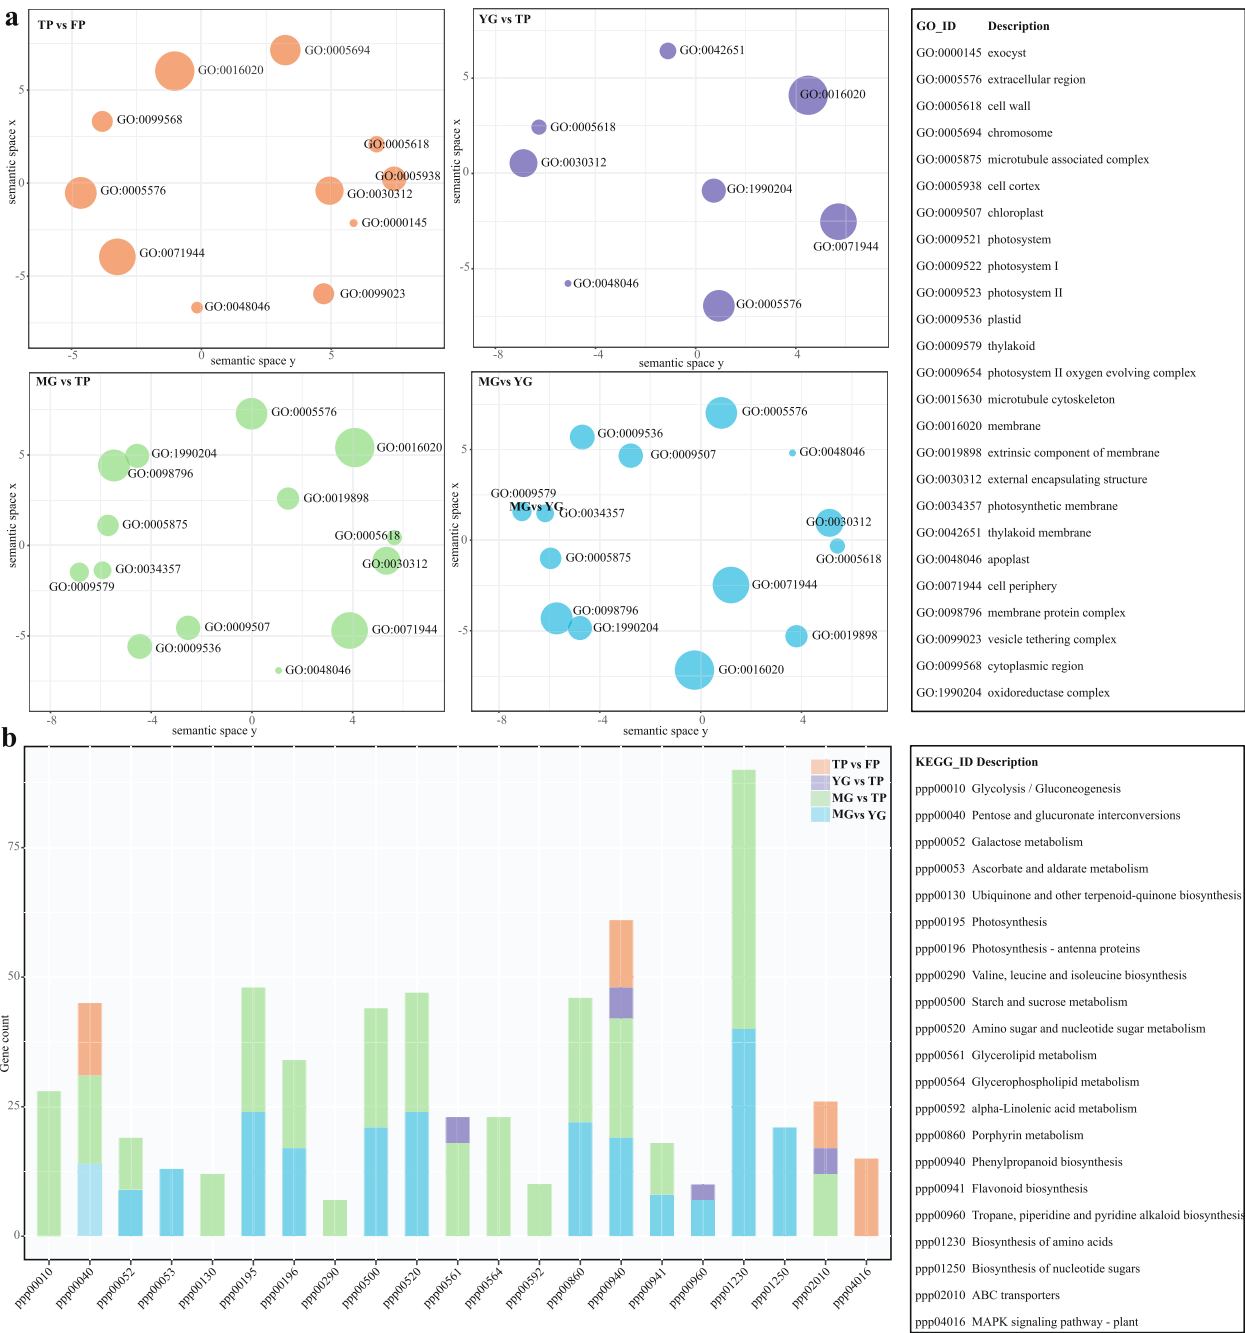 a
TP vs FP
GO:0005694
GO:0016020
GO:0099568
GO:0005618
GO:0005938
GO:0005576
GO:0030312
GO:0000145
GO:0071944
GO:0099023
GO:0048046
5
0
-5
-5
0
5
semantic space x
semantic space y
YG vs TP
GO:0042651
GO:0016020
GO:0005618
GO:0030312
GO:1990204
GO:0071944
GO:0048046
GO:0005576
5
0
-5
-8
-4
0
4
semantic space x
semantic space y
MG vs TP
GO:0005576
GO:0016020
GO:1990204
GO:0098796
GO:0019898
GO:0005875
GO:0005618
GO:0030312
GO:0034357
GO:0009579
GO:0009507
GO:0071944
GO:0009536
GO:0048046
5
0
-5
-8
-4
0
4
semantic space x
semantic space y
MGvs YG
GO:0005576
GO:0009536
GO:0048046
GO:0009507
GO:0009579
MGvs YG
GO:0034357
GO:0030312
GO:0005618
GO:0005875
GO:0071944
GO:0098796
GO:1990204
GO:0019898
GO:0016020
5
0
-5
-8
-4
0
4
semantic space x
semantic space y
GO_ID Description
GO:0000145 exocyst
GO:0005576 extracellular region
GO:0005618 cell wall
GO:0005694 chromosome
GO:0005875 microtubule associated complex
GO:0005938 cell cortex
GO:0009507 chloroplast
GO:0009521 photosystem
GO:0009522 photosystem I
GO:0009523 photosystem II
GO:0009536 plastid
GO:0009579 thylakoid
GO:0009654 photosystem II oxygen evolving complex
GO:0015630 microtubule cytoskeleton
GO:0016020 membrane
GO:0019898 extrinsic component of membrane
GO:0030312 external encapsulating structure
GO:0034357 photosynthetic membrane
GO:0042651 thylakoid membrane
GO:0048046 apoplast
GO:0071944 cell periphery
GO:0098796 membrane protein complex
GO:0099023 vesicle tethering complex
GO:0099568 cytoplasmic region
GO:1990204 oxidoreductase complex
b
TP vs FP
YG vs TP
MG vs TP
MGvs YG
75
50
25
0
Gene count
ppp00010
ppp00040
ppp00052
ppp00053
ppp00130
ppp00195
ppp00196
ppp00290
ppp00500
ppp00520
ppp00561
ppp00564
ppp00592
ppp00860
ppp00940
ppp00941
ppp00960
ppp01230
ppp01250
ppp02010
ppp04016
KEGG_ID Description
ppp00010 Glycolysis / Gluconeogenesis
ppp00040 Pentose and glucuronate interconversions
ppp00052 Galactose metabolism
ppp00053 Ascorbate and aldarate metabolism
ppp00130 Ubiquinone and other terpenoid-quinone biosynthesis
ppp00195 Photosynthesis
ppp00196 Photosynthesis - antenna proteins
ppp00290 Valine, leucine and isoleucine biosynthesis
ppp00500 Starch and sucrose metabolism
ppp00520 Amino sugar and nucleotide sugar metabolism
ppp00561 Glycerolipid metabolism
ppp00564 Glycerophospholipid metabolism
ppp00592 alpha-Linolenic acid metabolism
ppp00860 Porphyrin metabolism
ppp00940 Phenylpropanoid biosynthesis
ppp00941 Flavonoid biosynthesis
ppp00960 Tropane, piperidine and pyridine alkaloid biosynthesis
ppp01230 Biosynthesis of amino acids
ppp01250 Biosynthesis of nucleotide sugars
ppp02010 ABC transporters
ppp04016 MAPK signaling pathway - plant